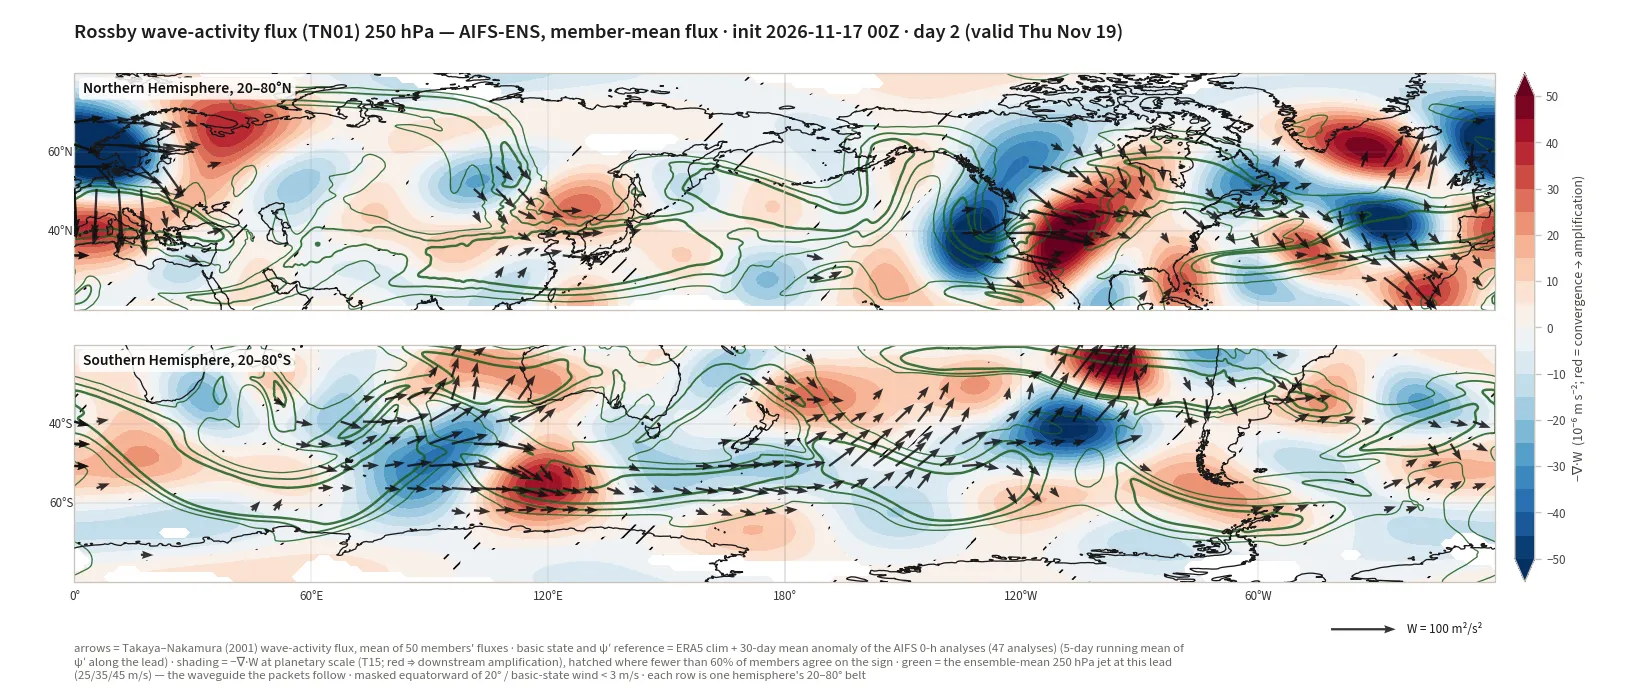 Rossby wave-activity flux (TN01) 250 hPa — AIFS-ENS, member-mean flux · init 2026-11-17 00Z · day 2 (valid Thu Nov 19)
Northern Hemisphere, 20–80°N
60°N
40°N
Southern Hemisphere, 20–80°S
40°S
60°S
0°
60°E
120°E
180°
120°W
60°W
50
40
30
20
10
0
−10
−20
−30
−40
−50
−∇·W (10⁻⁶ m s⁻²; red = convergence → amplification)
W = 100 m²/s²
arrows = Takaya–Nakamura (2001) wave-activity flux, mean of 50 members' fluxes · basic state and ψ' reference = ERA5 clim + 30-day mean anomaly of the AIFS 0-h analyses (47 analyses) (5-day running mean of
ψ' along the lead) · shading = −∇·W at planetary scale (T15; red ⇒ downstream amplification), hatched where fewer than 60% of members agree on the sign · green = the ensemble-mean 250 hPa jet at this lead
(25/35/45 m/s) — the waveguide the packets follow · masked equatorward of 20° / basic-state wind < 3 m/s · each row is one hemisphere's 20–80° belt